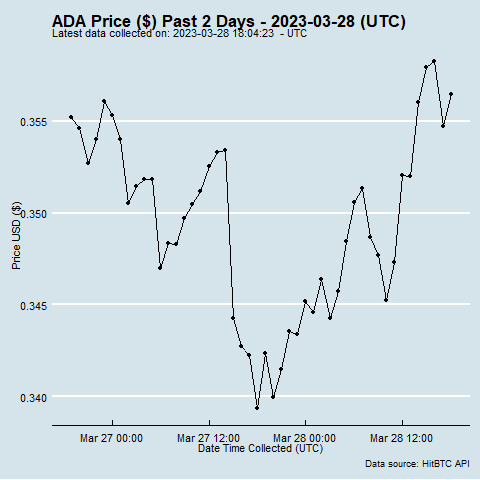 ADA Price ($) Past 2 Days - 2023-03-28 (UTC)
Latest data collected on: 2023-03-28 18:04:23 - UTC
Price USD ($)
0.355
0.350
0.345
0.340
Mar 27 00:00 Mar 27 12:00 Mar 28 00:00 Mar 28 12:00
Date Time Collected (UTC)
Data source: HitBTC API